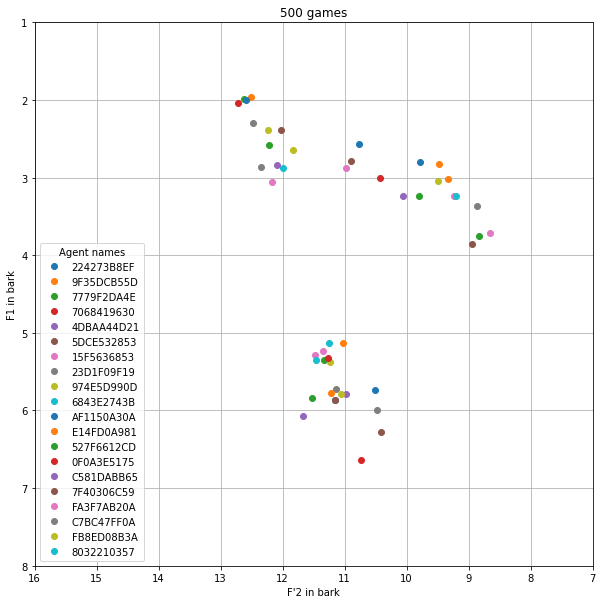 500 games
1
2
3
4
5
6
7
8
F1 in bark
Agent names
224273B8EF
9F35DCB55D
7779F2DA4E
7068419630
4DBAA44D21
5DCE532853
15F5636853
23D1F09F19
974E5D990D
6843E2743B
AF1150A30A
E14FD0A981
527F6612CD
0F0A3E5175
C581DABB65
7F40306C59
FA3F7AB20A
C7BC47FF0A
FB8ED08B3A
8032210357
16 15 14 13 12 11 10 9 8 7
F'2 in bark